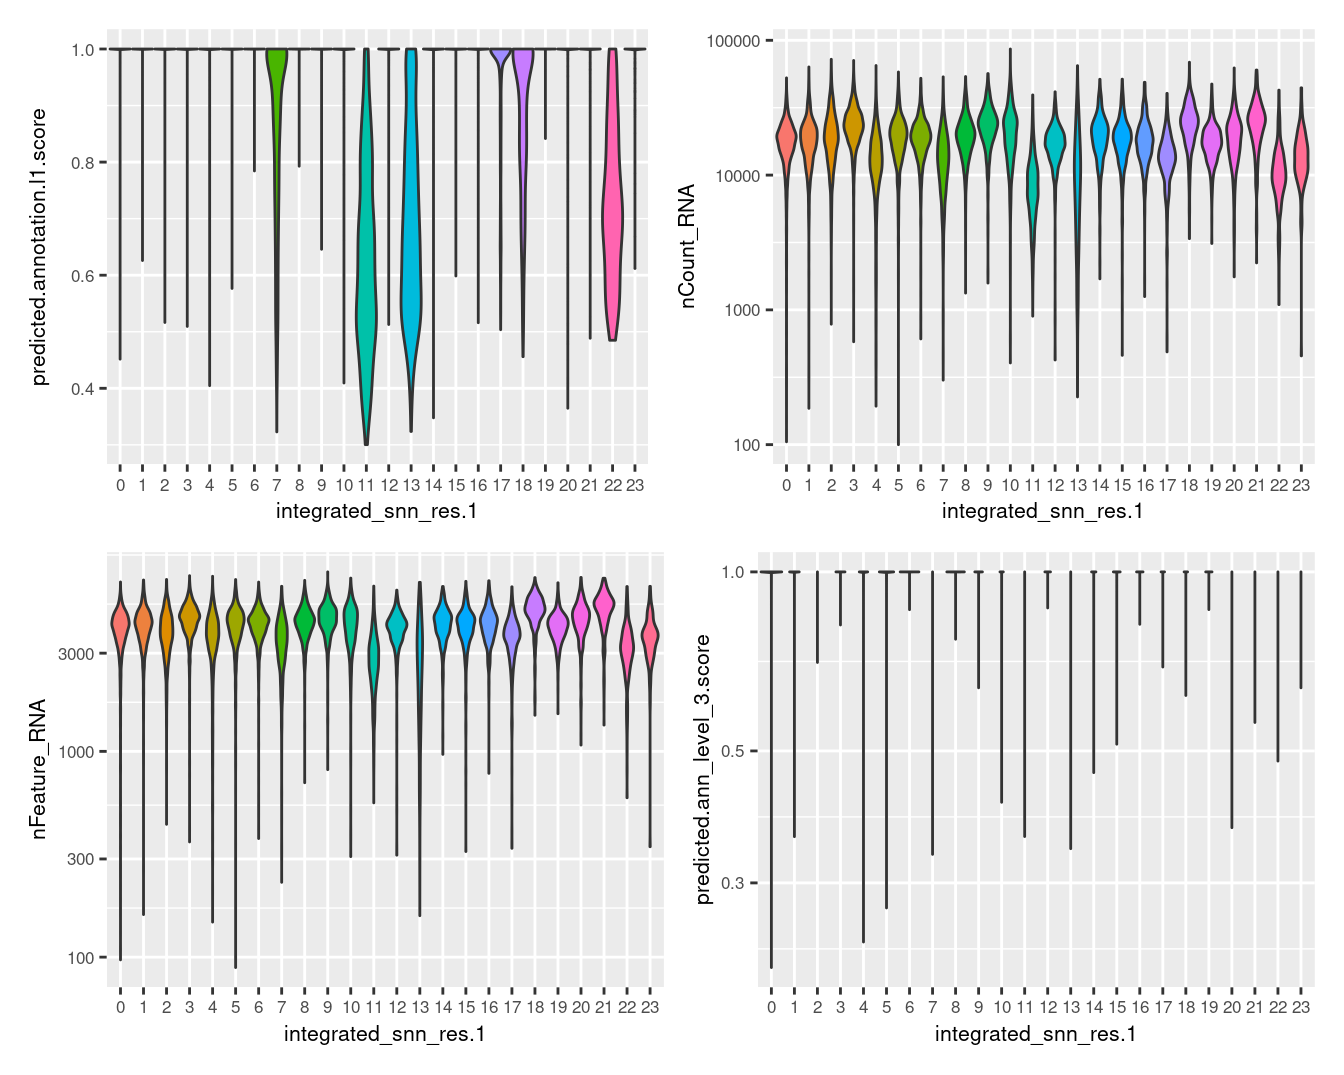 predicted.annotation.l1.score
1.0
0.8
0.6
0.4
0 1 2 3 4 5 6 7 8 9 10 11 12 13 14 15 16 17 18 19 20 21 22 23
integrated_snn_res.1
nCount_RNA
100000
10000
1000
100
0 1 2 3 4 5 6 7 8 9 10 11 12 13 14 15 16 17 18 19 20 21 22 23
integrated_snn_res.1
nFeature_RNA
3000
1000
300
100
0 1 2 3 4 5 6 7 8 9 10 11 12 13 14 15 16 17 18 19 20 21 22 23
integrated_snn_res.1
predicted.ann_level_3.score
1.0
0.5
0.3
0 1 2 3 4 5 6 7 8 9 10 11 12 13 14 15 16 17 18 19 20 21 22 23
integrated_snn_res.1